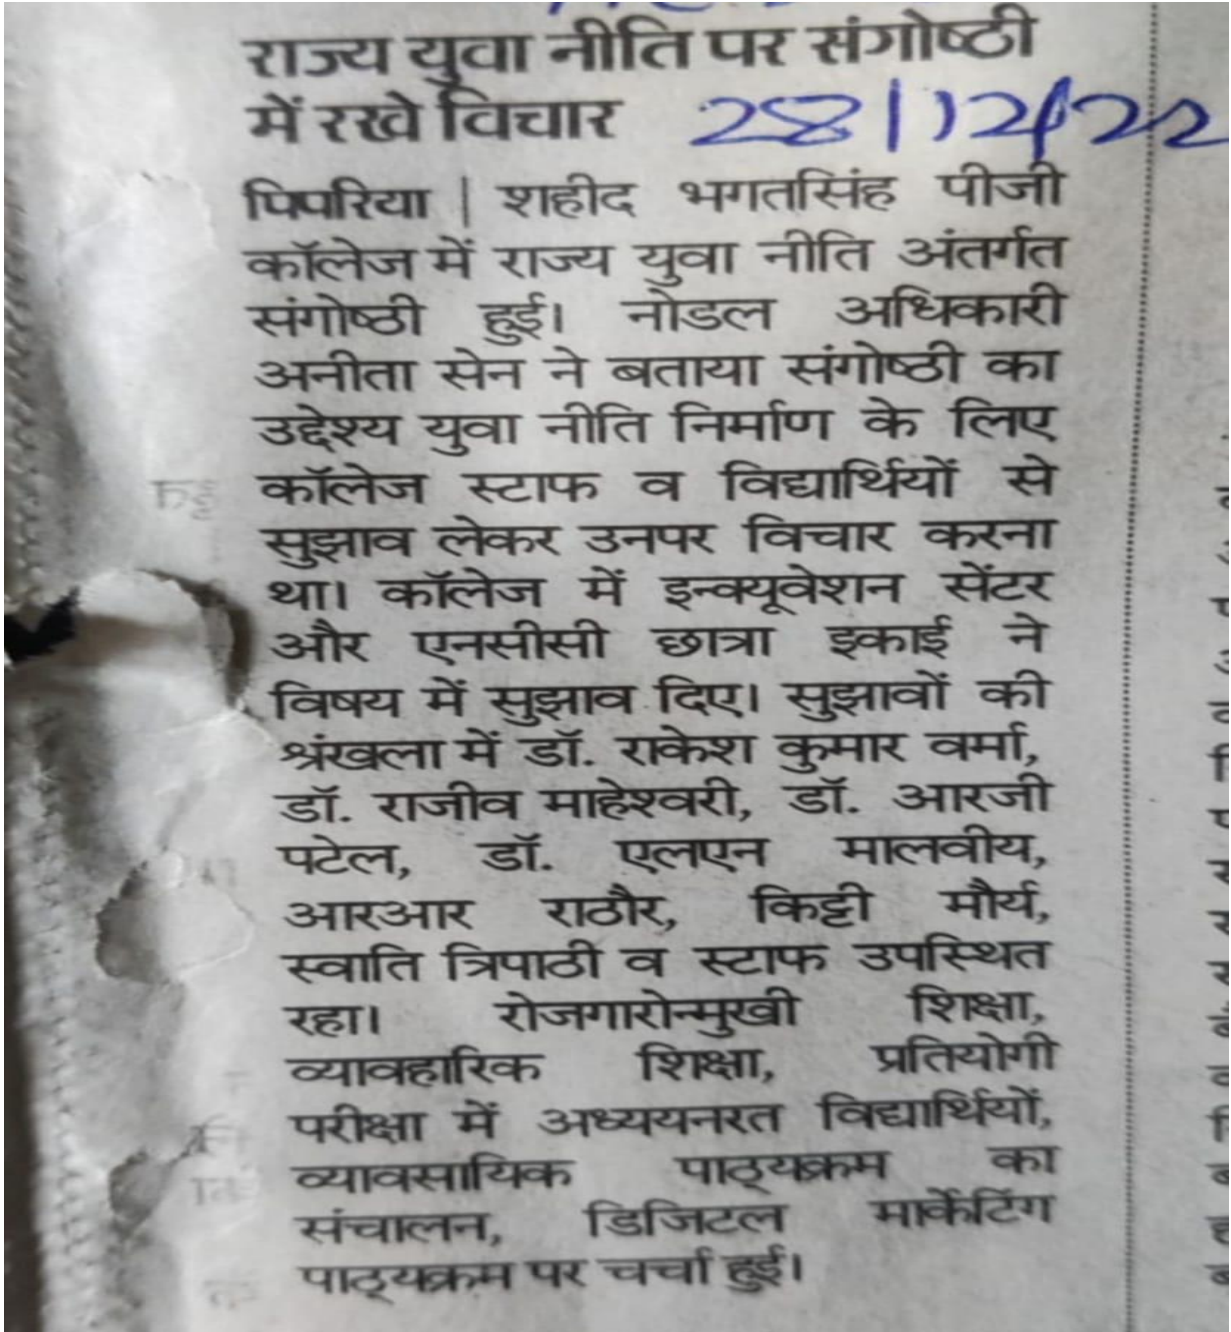 राज्य युवा नीति पर संगोष्ठी
में रखे विचार 28/12/22
पिपरिया | शहीद भगतसिंह पीजी
कॉलेज में राज्य युवा नीति अंतर्गत
संगोष्ठी हुई। नोडल अधिकारी
अनीता सेन ने बताया संगोष्ठी का
उद्देश्य युवा नीति निर्माण के लिए
कॉलेज स्टाफ व विद्यार्थियों से
सुझाव लेकर उनपर विचार करना
था। कॉलेज में इन्क्यूवेशन सेंटर
और एनसीसी छात्रा इकाई ने
विषय में सुझाव दिए। सुझावों की
श्रंखला में डॉ. राकेश कुमार वर्मा,
डॉ. राजीव माहेश्वरी, डॉ. आरजी
पटेल, डॉ. एलएन मालवीय,
आरआर राठौर, किट्टी मौर्य,
स्वाति त्रिपाठी व स्टाफ उपस्थित
रहा। रोजगारोन्मुखी शिक्षा,
व्यावहारिक शिक्षा, प्रतियोगी
परीक्षा में अध्ययनरत विद्यार्थियों,
व्यावसायिक पाठ्यक्रम का
संचालन, डिजिटल मार्केटिंग
पाठ्यक्रम पर चर्चा हुई।